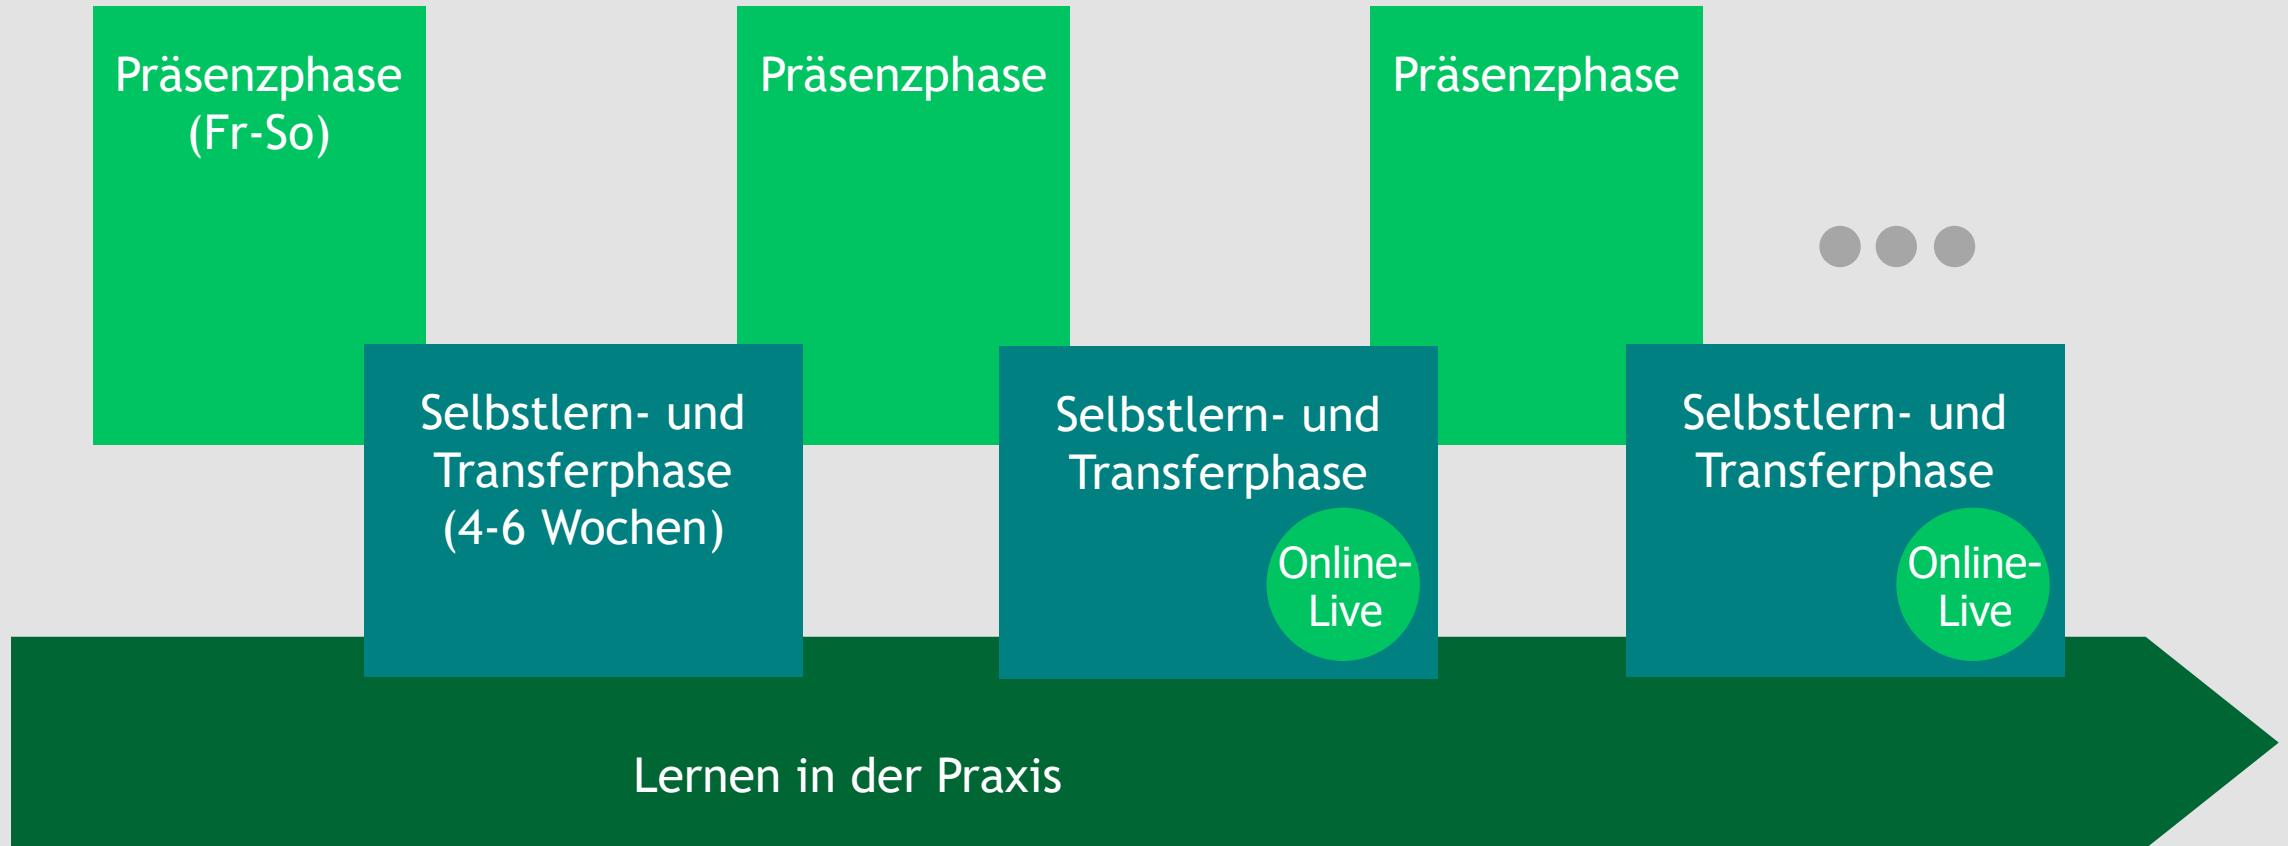 Präsenzphase
(Fr-So)
Präsenzphase
Präsenzphase
Selbstlern- und
Transferphase
(4-6 Wochen)
Selbstlern- und
Transferphase
Online-
Live
Selbstlern- und
Transferphase
Online-
Live
Lernen in der Praxis